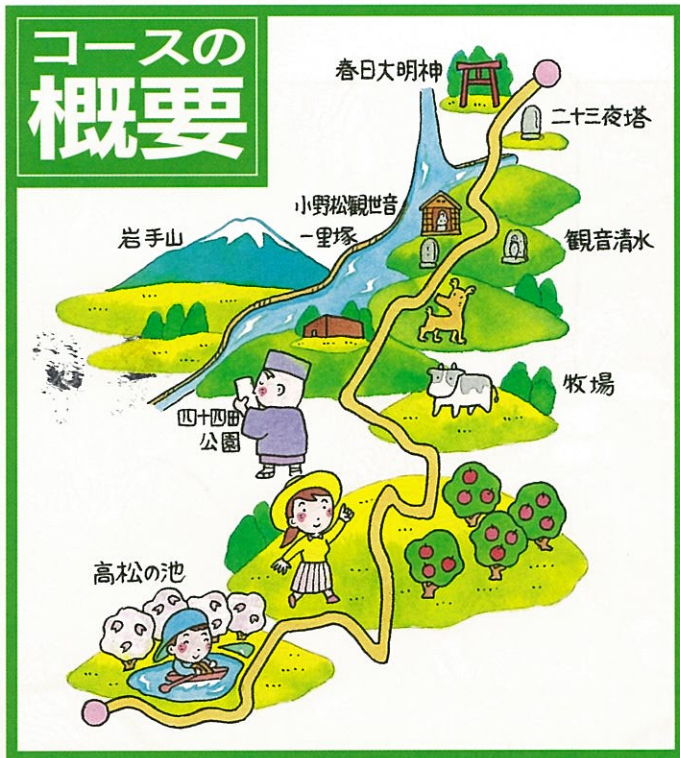 コースの
概要
春日大明神
二十三夜塔
小野松観世音
一里塚
岩手山
観音清水
牧場
四十四田
公園
高松の池